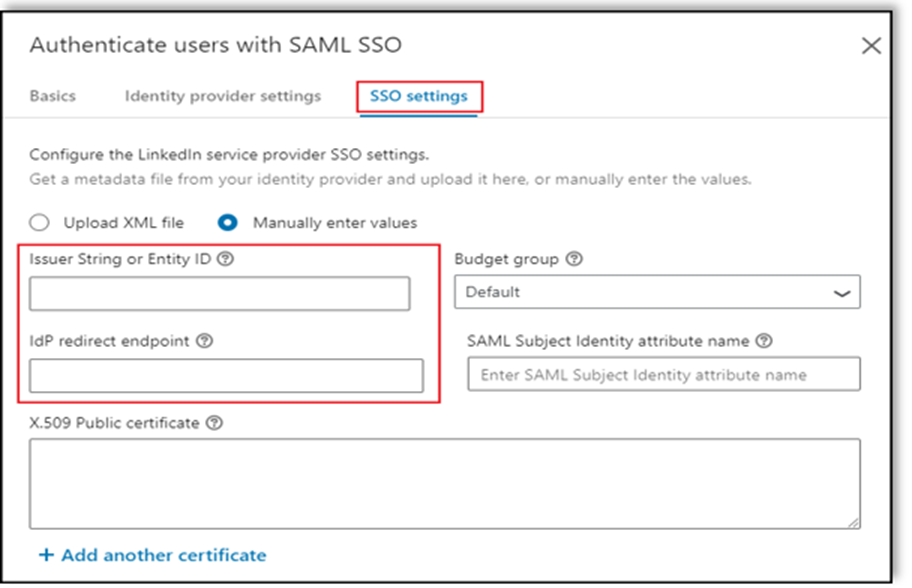 Authenticate users with SAML SSO
Basics Identity provider settings SSO settings
Configure the LinkedIn service provider SSO settings.
Get a metadata file from your identity provider and upload it here, or manually enter the values.
Upload XML file Manually enter values
Issuer String or Entity ID Budget group
Default
IdP redirect endpoint SAML Subject Identity attribute name
Enter SAML Subject Identity attribute name
X.509 Public certificate
+ Add another certificate